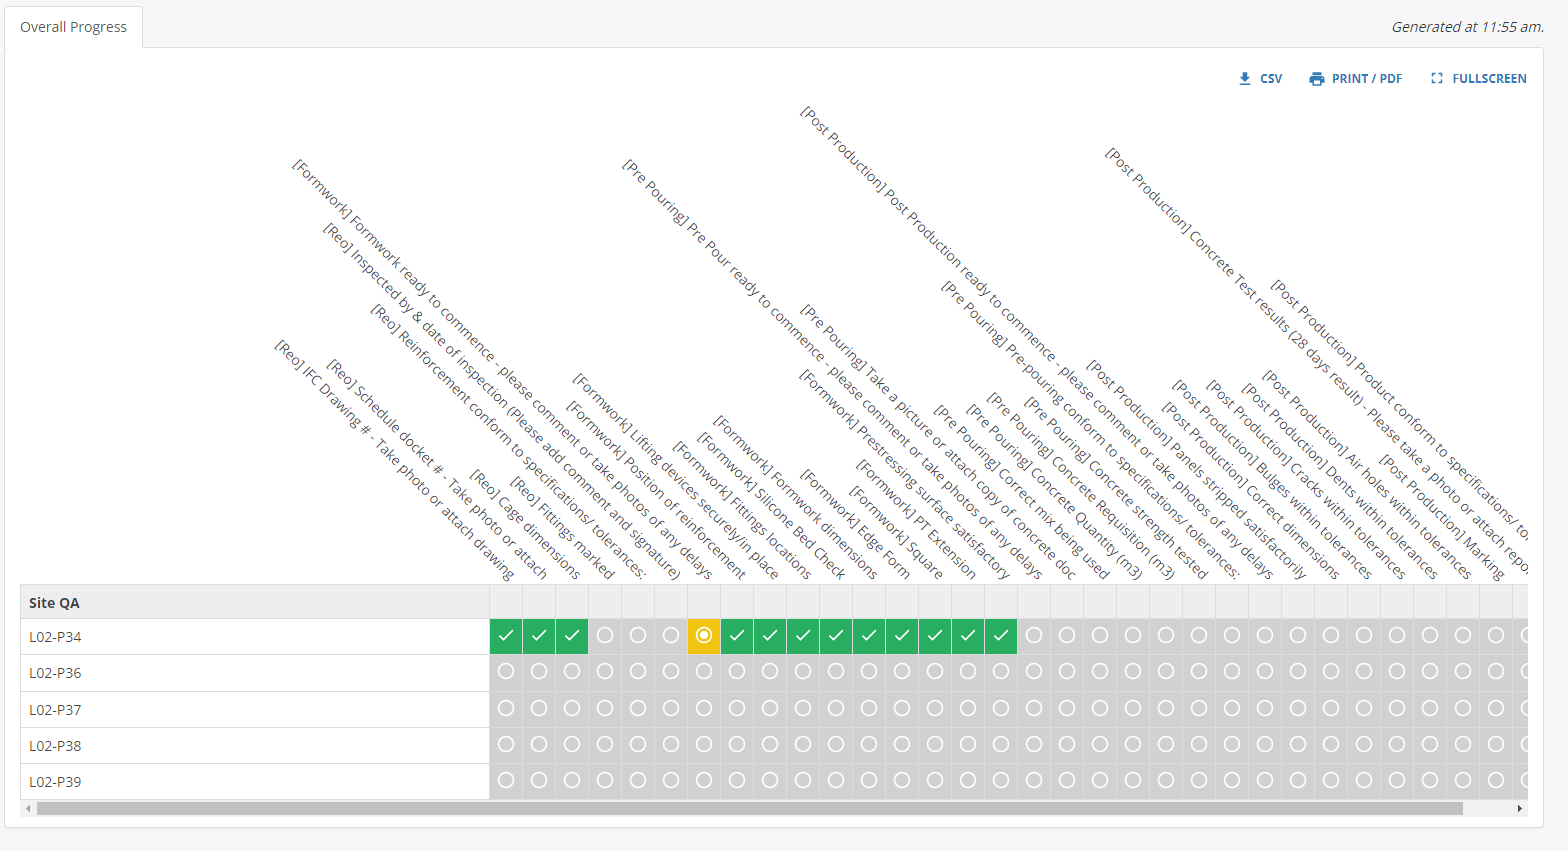 Overall Progress
Generated at 11:55 am.
CSV
PRINT / PDF
FULLSCREEN
[Reo] IFC Drawing # - Take photo or attach drawing
[Reo] Schedule docket # - Take photo or attach
[Reo] Cage dimensions
[Reo] Fittings marked
[Reo] Reinforcement conform to specifications/ tolerances:
[Reo] Inspected by & date of inspection (Please add comment and signature)
[Formwork] Formwork ready to commence - please comment or take photos of any delays
[Formwork] Position of reinforcement
[Formwork] Lifting devices securely/in place
[Formwork] Fittings locations
[Formwork] Silicone Bed Check
[Formwork] Formwork dimensions
[Formwork] Edge Form
[Formwork] Square
[Formwork] PT Extension
[Formwork] Prestressing surface satisfactory
[Pre Pouring] Pre Pour ready to commence - please comment or take photos of any delays
[Pre Pouring] Take a picture or attach copy of concrete doc
[Pre Pouring] Correct mix being used
[Pre Pouring] Concrete Quantity (m3)
[Pre Pouring] Concrete Requisition (m3)
[Pre Pouring] Concrete strength tested
[Pre Pouring] Pre-pouring conform to specifications/ tolerances:
[Post Production] Post Production ready to commence - please comment or take photos of any delays
[Post Production] Panels stripped satisfactorily
[Post Production] Correct dimensions
[Post Production] Bulges within tolerances
[Post Production] Cracks within tolerances
[Post Production] Dents within tolerances
[Post Production] Air holes within tolerances
[Post Production] Marking
[Post Production] Concrete Test results (28 days result) - Please take a photo or attach repo
[Post Production] Product conform to specifications/ to
Site QA
L02-P34
L02-P36
L02-P37
L02-P38
L02-P39